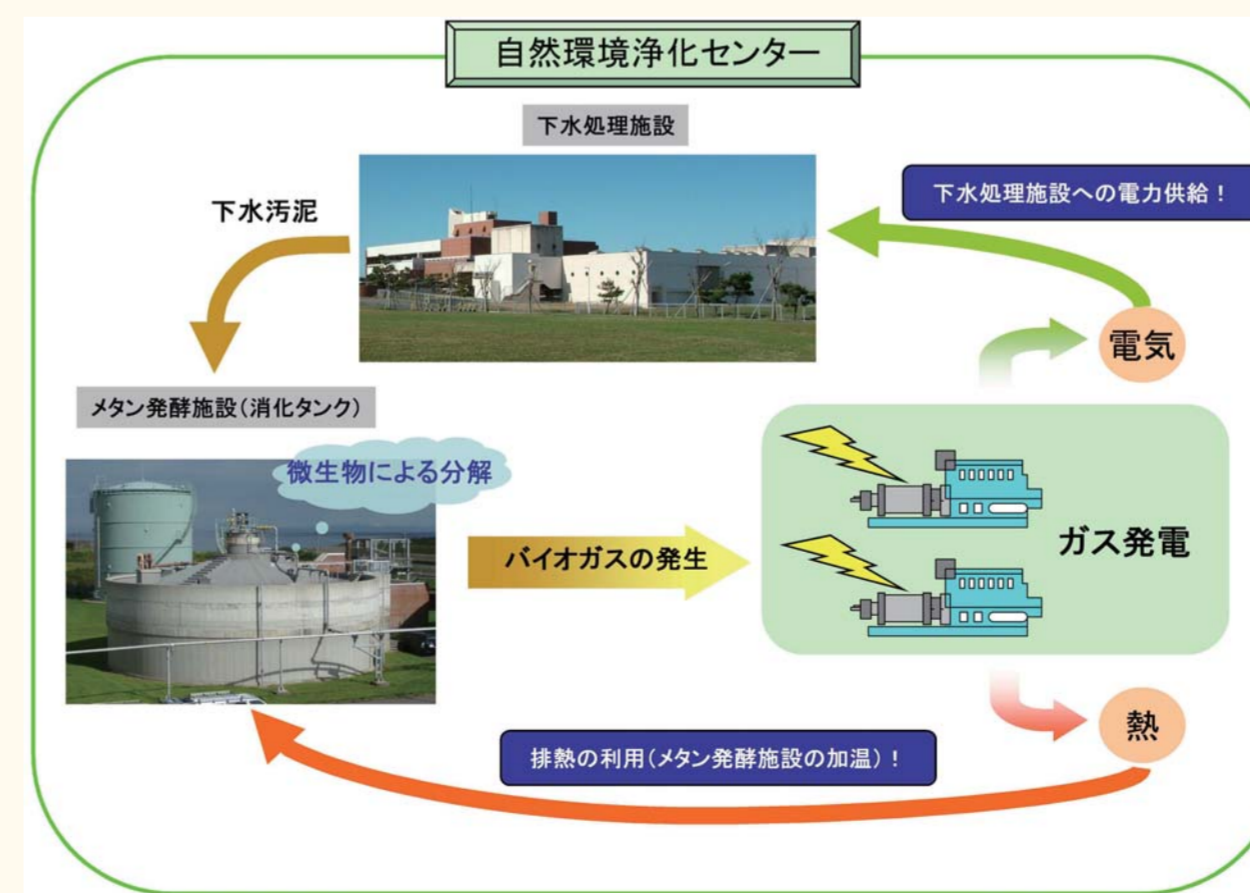 自然環境浄化センター
下水処理施設
下水処理施設への電力供給！
下水汚泥
電気
メタン発酵施設（消化タンク）
微生物による分解
バイオガスの発生
ガス発電
熱
排熱の利用（メタン発酵施設の加温）！